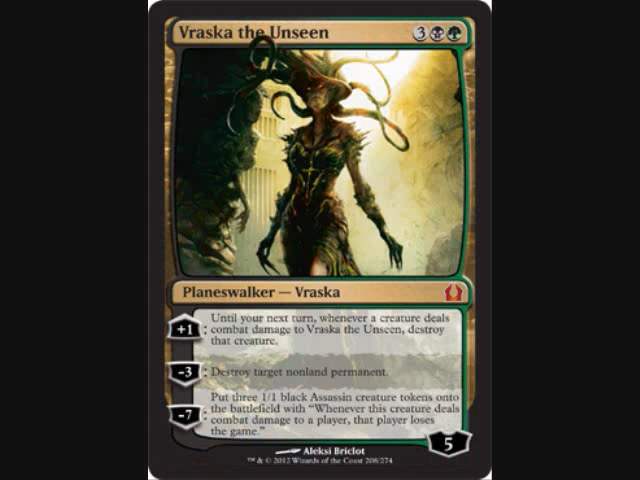 Vraska the Unseen 3
Planeswalker — Vraska
+1: Until your next turn, whenever a creature deals
combat damage to Vraska the Unseen, destroy
that creature.
-3: Destroy target nonland permanent.
-7: Put three 1/1 black Assassin creature tokens onto
the battlefield with “Whenever this creature deals
combat damage to a player, that player loses
the game.”
5
Aleksi Briclot
™ & © 2012 Wizards of the Coast 208/274